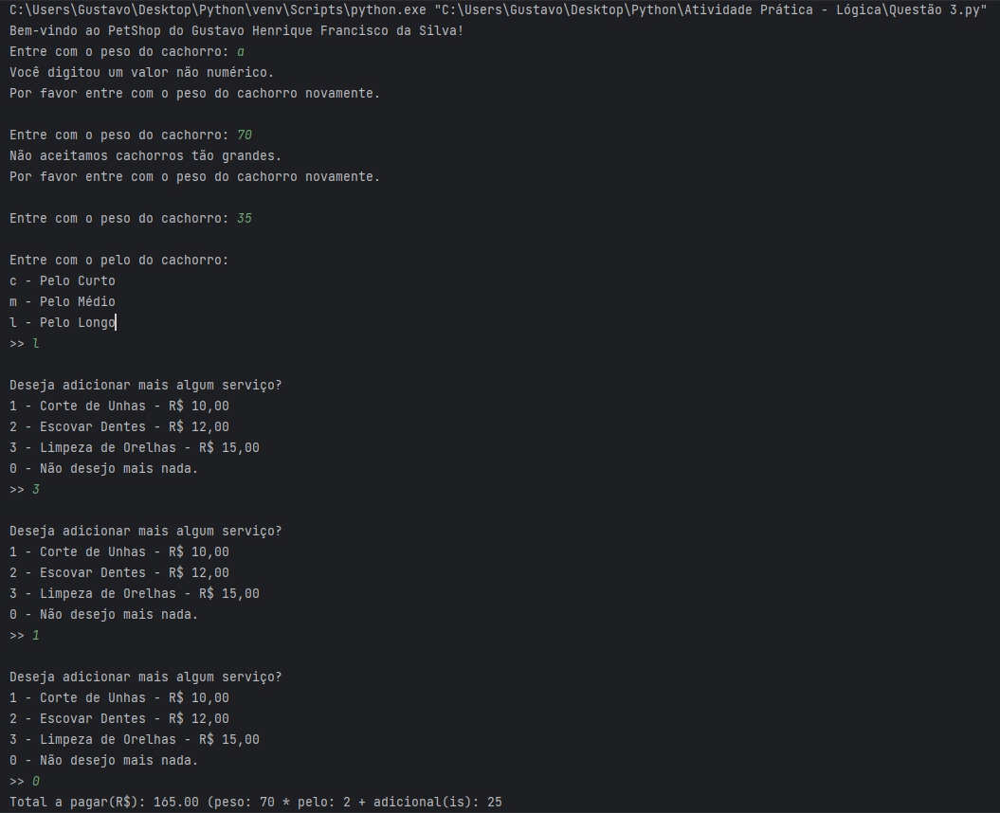 C:\Users\Gustavo\Desktop\Python\venv\Scripts\python.exe "C:\Users\Gustavo\Desktop\Python\Atividade Prática - Lógica\Questão 3.py"
Bem-vindo ao PetShop do Gustavo Henrique Francisco da Silva!
Entre com o peso do cachorro: a
Você digitou um valor não numérico.
Por favor entre com o peso do cachorro novamente.

Entre com o peso do cachorro: 70
Não aceitamos cachorros tão grandes.
Por favor entre com o peso do cachorro novamente.

Entre com o peso do cachorro: 35

Entre com o pelo do cachorro:
c - Pelo Curto
m - Pelo Médio
l - Pelo Longo
>> l

Deseja adicionar mais algum serviço?
1 - Corte de Unhas - R$ 10,00
2 - Escovar Dentes - R$ 12,00
3 - Limpeza de Orelhas - R$ 15,00
0 - Não desejo mais nada.
>> 3

Deseja adicionar mais algum serviço?
1 - Corte de Unhas - R$ 10,00
2 - Escovar Dentes - R$ 12,00
3 - Limpeza de Orelhas - R$ 15,00
0 - Não desejo mais nada.
>> 1

Deseja adicionar mais algum serviço?
1 - Corte de Unhas - R$ 10,00
2 - Escovar Dentes - R$ 12,00
3 - Limpeza de Orelhas - R$ 15,00
0 - Não desejo mais nada.
>> 0
Total a pagar(R$): 165.00 (peso: 70 * pelo: 2 + adicional(is): 25